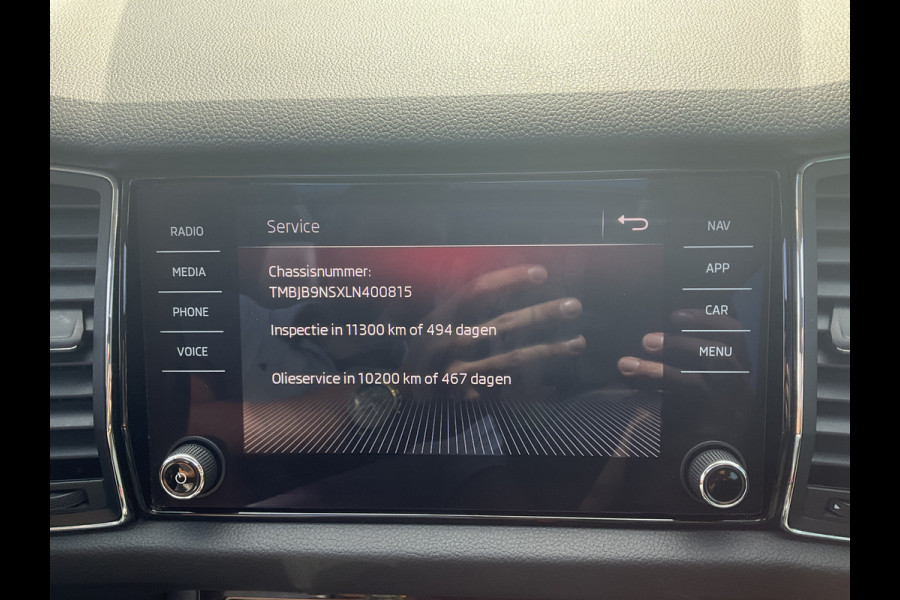 RADIO
MEDIA
PHONE
VOICE
Service
Chassisnummer:
TMBJB9NSXLN400815
Inspectie in 11300 km of 494 dagen
Olieservice in 10200 km of 467 dagen
NAV
APP
CAR
MENU